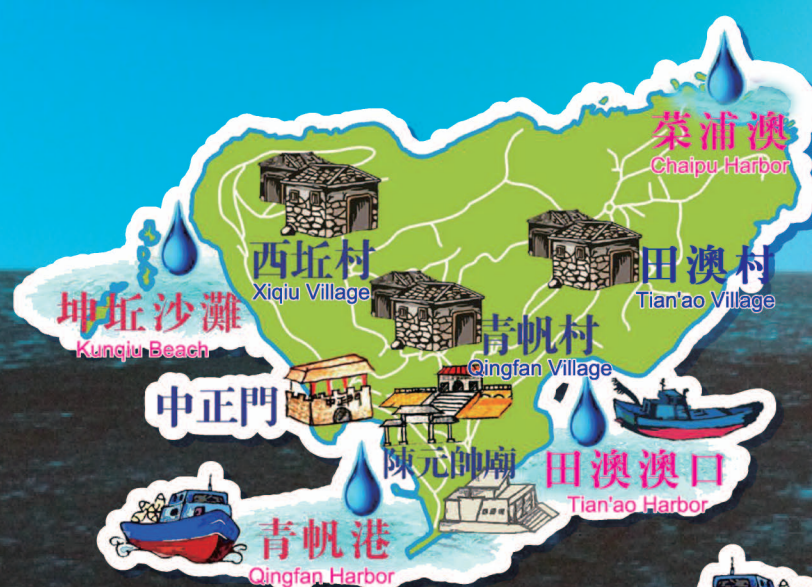 菜浦澳
Chaipu Harbor
西坵村
Xiqiu Village
田澳村
Tian'ao Village
坤坵沙灘
Kunqiu Beach
青帆村
Qingfan Village
中正門
陳元帥廟
田澳澳口
Tian'ao Harbor
青帆港
Qingfan Harbor